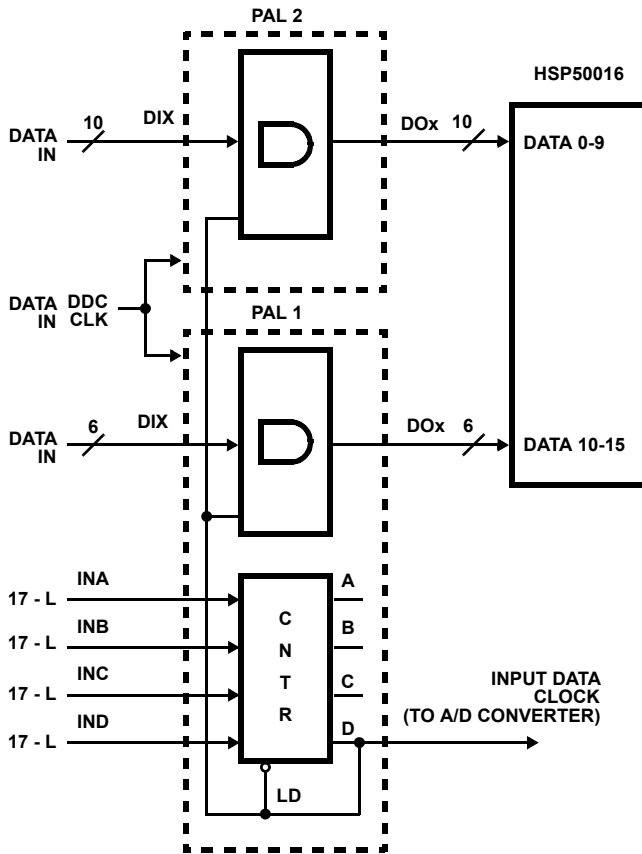 PAL 2
HSP50016
10
DIX
DOx 10
DATA
IN
DATA 0-9
DATA
IN
DDC
CLK
PAL 1
6
DIX
DOx 6
DATA
IN
DATA 10-15
17 - L
INA
A
17 - L
INB
B
17 - L
INC
C
17 - L
IND
D
C
N
T
R
LD
INPUT DATA
CLOCK
(TO A/D CONVERTER)